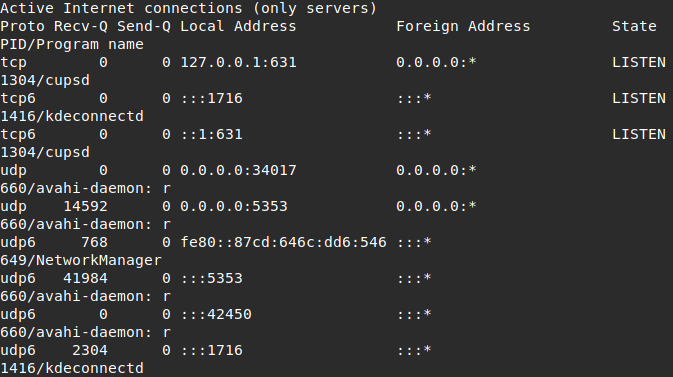 Active Internet connections (only servers)
Proto Recv-Q Send-Q Local Address           Foreign Address         State
PID/Program name
tcp        0      0 127.0.0.1:631           0.0.0.0:*               LISTEN
1304/cupsd
tcp6       0      0 :::1716                 :::*                    LISTEN
1416/kdeconnectd
tcp6       0      0 ::1:631                 :::*                    LISTEN
1304/cupsd
udp        0      0 0.0.0.0:34017           0.0.0.0:*
660/avahi-daemon: r
udp    14592      0 0.0.0.0:5353            0.0.0.0:*
660/avahi-daemon: r
udp6     768      0 fe80::87cd:646c:dd6:546 :::*
649/NetworkManager
udp6   41984      0 :::5353                 :::*
660/avahi-daemon: r
udp6       0      0 :::42450                :::*
660/avahi-daemon: r
udp6    2304      0 :::1716                 :::*
1416/kdeconnectd